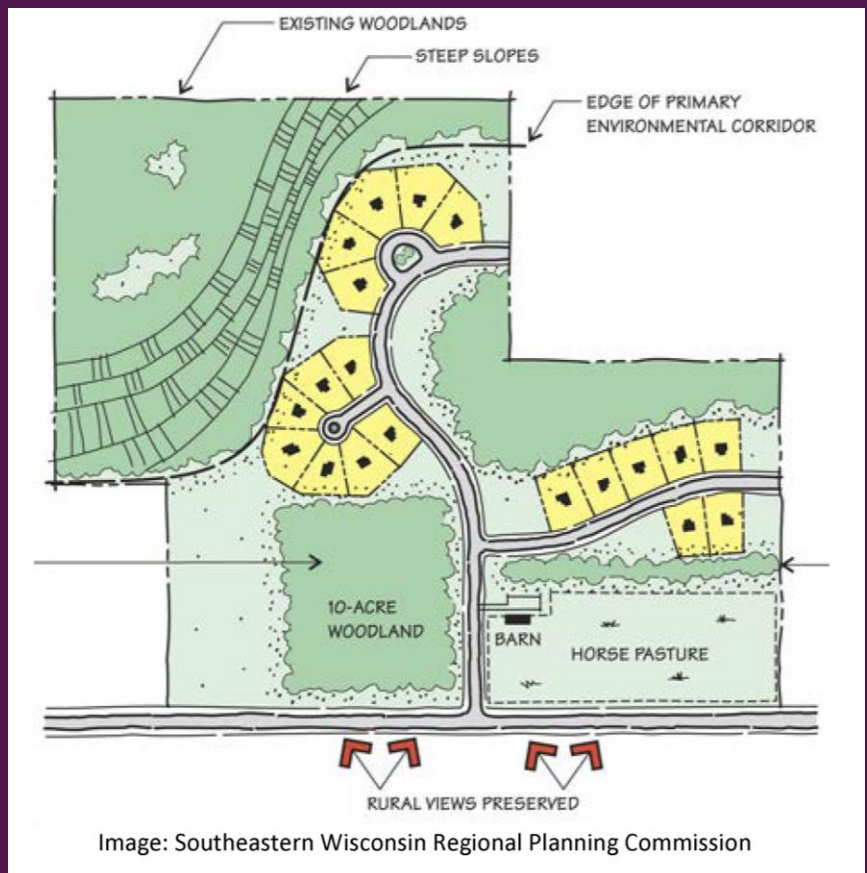 EXISTING WOODLANDS
STEEP SLOPES
EDGE OF PRIMARY
ENVIRONMENTAL CORRIDOR
10-ACRE
WOODLAND
BARN
HORSE PASTURE
RURAL VIEWS PRESERVED
Image: Southeastern Wisconsin Regional Planning Commission